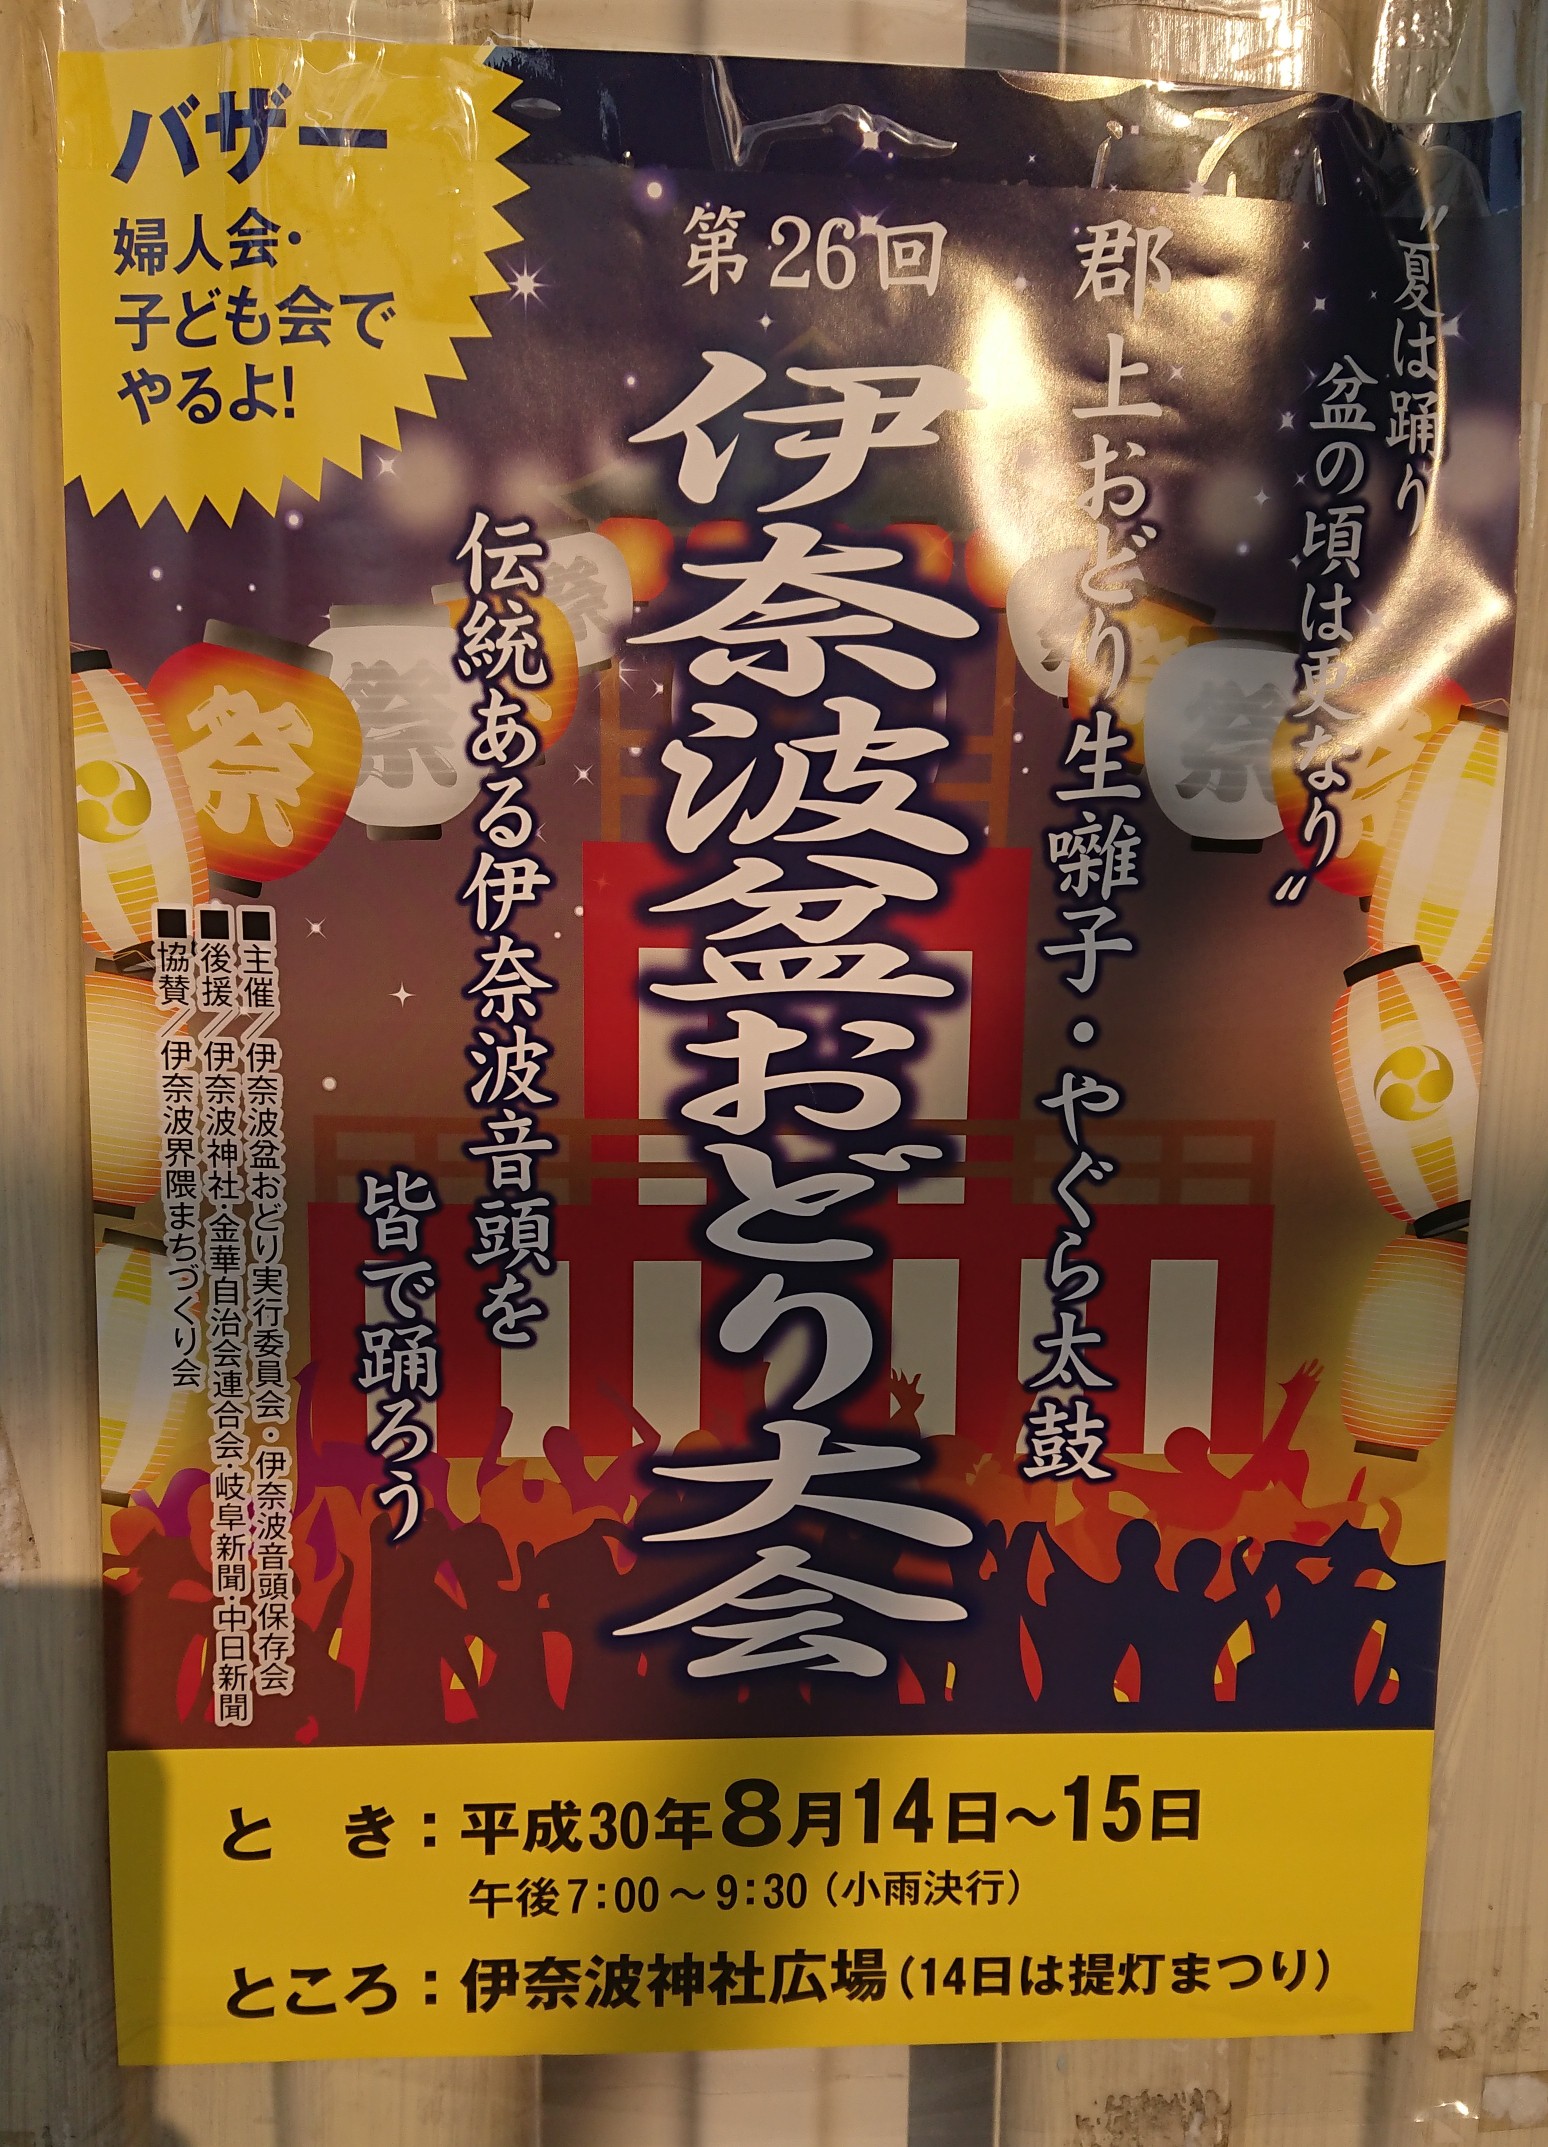 バザー
婦人会・
子ども会で
やるよ!
〝夏は踊り
盆の頃は更なり〟
郡上おどり生囃子・やぐら太鼓
第26回
伊奈波盆おどり大会
伝統ある伊奈波音頭を
皆で踊ろう
■主催/伊奈波盆おどり実行委員会・伊奈波音頭保存会
■後援/伊奈波神社・金華自治会連合会・岐阜新聞・中日新聞
■協賛/伊奈波界隈まちづくり会
祭
祭
祭
祭
祭
祭
と き:平成30年8月14日〜15日
午後7:00〜9:30(小雨決行)
ところ:伊奈波神社広場(14日は提灯まつり)